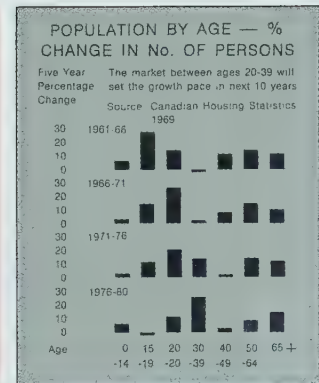 POPULATION BY AGE — %
CHANGE IN No. OF PERSONS
Five Year The market between ages 20-39 will
Percentage set the growth pace in next 10 years
Change Source Canadian Housing Statistics
1969
30 1961-66
20
10
0
30 1966-71
20
10
0
30 1971-76
20
10
0
30 1976-80
20
10
0
Age 0 15 20 30 40 50 65 +
-14 -19 -20 -39 -49 -64